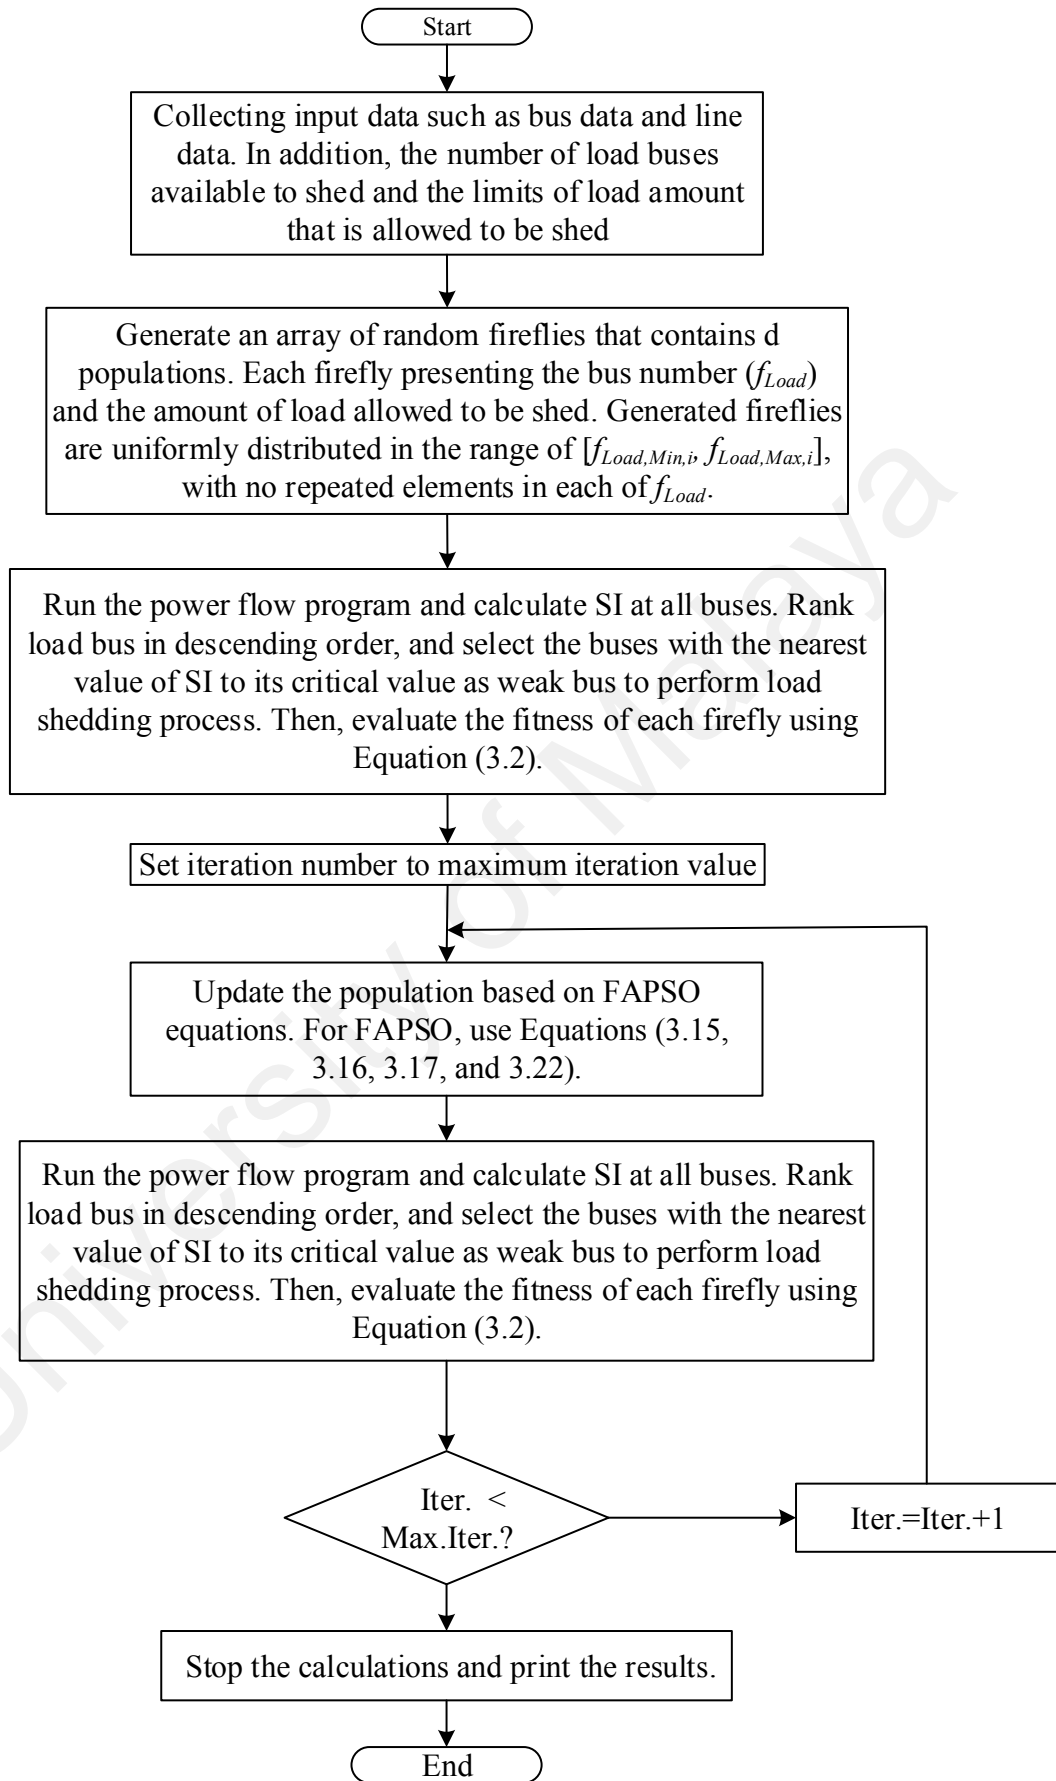 Start
Collecting input data such as bus data and line
data. In addition, the number of load buses
available to shed and the limits of load amount
that is allowed to be shed
Generate an array of random fireflies that contains d
populations. Each firefly presenting the bus number (fLoad)
and the amount of load allowed to be shed. Generated fireflies
are uniformly distributed in the range of [fLoad,Min,i, fLoad,Max,i],
with no repeated elements in each of fLoad.
Run the power flow program and calculate SI at all buses. Rank
load bus in descending order, and select the buses with the nearest
value of SI to its critical value as weak bus to perform load
shedding process. Then, evaluate the fitness of each firefly using
Equation (3.2).
Set iteration number to maximum iteration value
Update the population based on FAPSO
equations. For FAPSO, use Equations (3.15,
3.16, 3.17, and 3.22).
Run the power flow program and calculate SI at all buses. Rank
load bus in descending order, and select the buses with the nearest
value of SI to its critical value as weak bus to perform load
shedding process. Then, evaluate the fitness of each firefly using
Equation (3.2).
Iter. <
Max.Iter.?
Iter.=Iter.+1
Stop the calculations and print the results.
End
University of Malaya